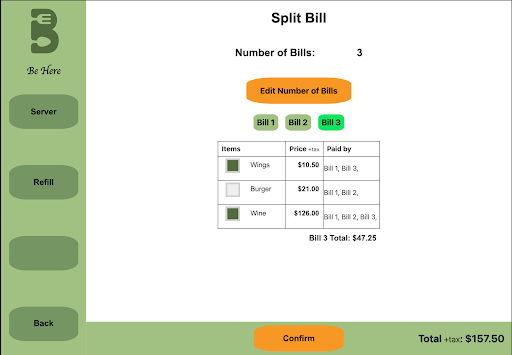 Split Bill
Be Here
Number of Bills: 3
Edit Number of Bills
Server
Bill 1 Bill 2 Bill 3
Items Price +tax Paid by
Wings $10.50 Bill 1, Bill 3,
Burger $21.00 Bill 1, Bill 2,
Wine $126.00 Bill 1, Bill 2, Bill 3,
Bill 3 Total: $47.25
Refill
Back
Confirm
Total +tax: $157.50